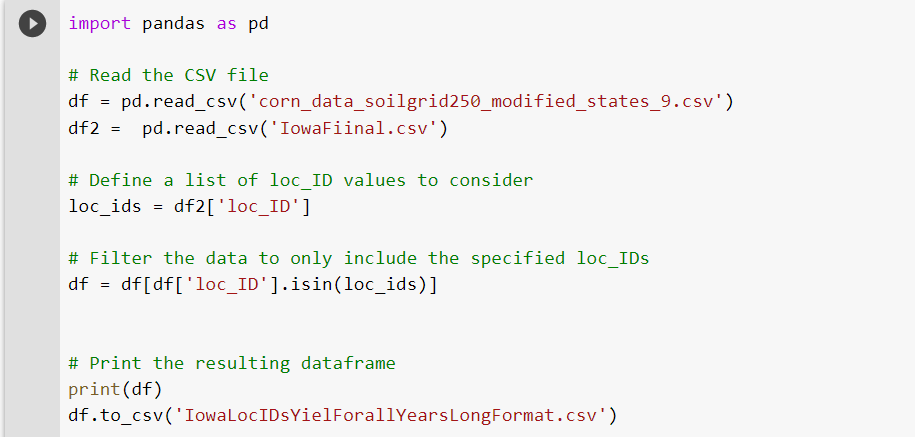 import pandas as pd
# Read the CSV file
df = pd.read_csv('corn_data_soilgrid250_modified_states_9.csv')
df2 =  pd.read_csv('IowaFiinal.csv')
# Define a list of loc_ID values to consider
loc_ids = df2['loc_ID']
# Filter the data to only include the specified loc_IDs
df = df[df['loc_ID'].isin(loc_ids)]
# Print the resulting dataframe
print(df)
df.to_csv('IowaLocIDsYielForallYearsLongFormat.csv')